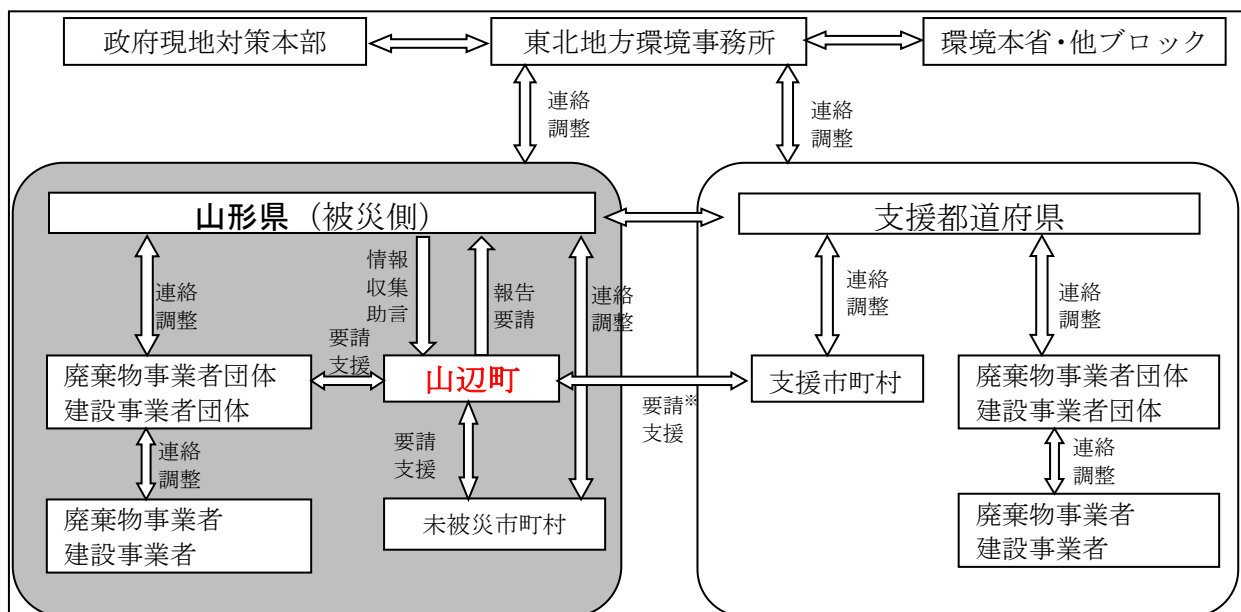 政府現地対策本部
東北地方環境事務所
環境本省・他ブロック
連絡
調整
連絡
調整
山形県（被災側）
支援都道府県
連絡
調整
情報
収集
助言
報告
要請
連絡
調整
連絡
調整
連絡
調整
要請
支援
廃棄物事業者団体
建設事業者団体
山辺町
要請※
支援
支援市町村
廃棄物事業者団体
建設事業者団体
連絡
調整
要請
支援
連絡
調整
廃棄物事業者
建設事業者
未被災市町村
廃棄物事業者
建設事業者